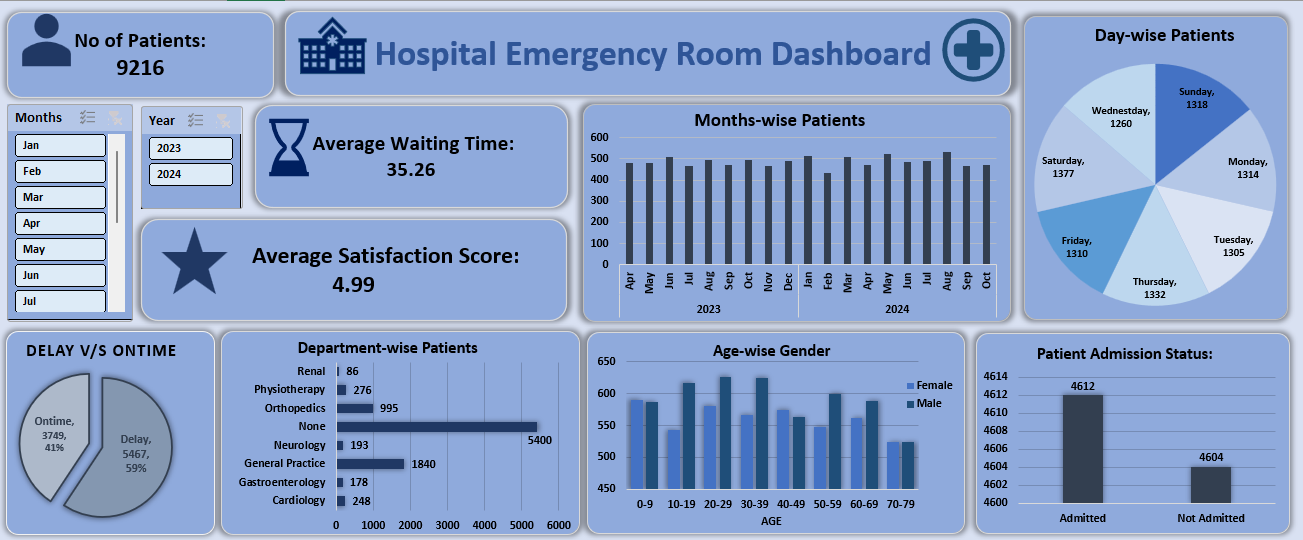 No of Patients:
9216
Hospital Emergency Room Dashboard
Months
Jan
Feb
Mar
Apr
May
Jun
Jul
Year
2023
2024
Average Waiting Time:
35.26
Average Satisfaction Score:
4.99
Months-wise Patients
600
500
400
300
200
100
0
Apr May Jun Jul Aug Sep Oct Nov Dec Jan Feb Mar Apr May Jun Jul Aug Sep Oct
2023 2024
Day-wise Patients
Sunday,
1318
Monday,
1314
Tuesday,
1305
Thursday,
1332
Friday,
1310
Saturday,
1377
Wednestday,
1260
DELAY V/S ONTIME
Ontime,
3749,
41%
Delay,
5467,
59%
Department-wise Patients
Renal 86
Physiotherapy 276
Orthopedics 995
None 5400
Neurology 193
General Practice 1840
Gastroenterology 178
Cardiology 248
0 1000 2000 3000 4000 5000 6000
Age-wise Gender
650
600
550
500
450
Female
Male
0-9 10-19 20-29 30-39 40-49 50-59 60-69 70-79
AGE
Patient Admission Status:
4614
4612
4610
4608
4606
4604
4602
4600
4612
4604
Admitted Not Admitted